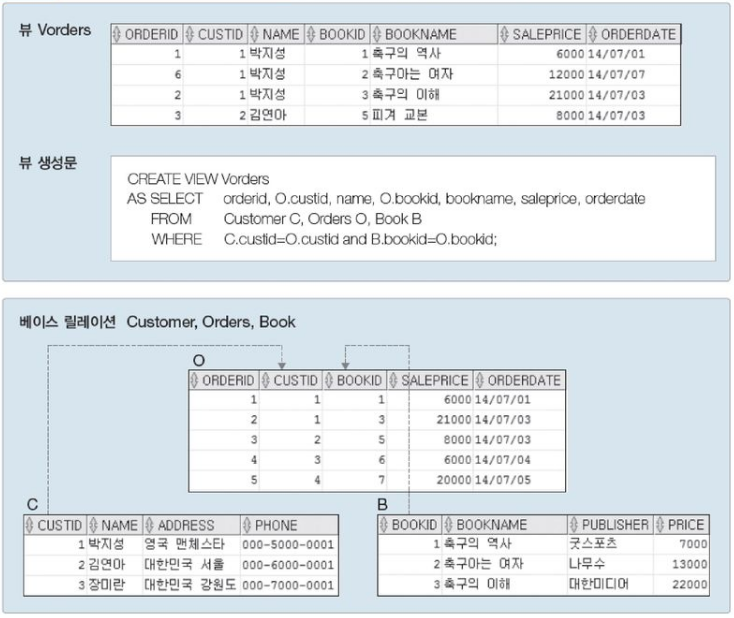 뷰 Vorders
ORDERID CUSTID NAME BOOKID BOOKNAME SALEPRICE ORDERDATE
1 1 박지성 1 축구의 역사 6000 14/07/01
6 1 박지성 2 축구아는 여자 12000 14/07/07
2 1 박지성 3 축구의 이해 21000 14/07/03
3 2 김연아 5 피겨 교본 8000 14/07/03
뷰 생성문
CREATE VIEW Vorders
AS SELECT orderid, O.custid, name, O.bookid, bookname, saleprice, orderdate
FROM Customer C, Orders O, Book B
WHERE C.custid=O.custid and B.bookid=O.bookid;
베이스 릴레이션 Customer, Orders, Book
O
ORDERID CUSTID BOOKID SALEPRICE ORDERDATE
1 1 1 6000 14/07/01
2 1 3 21000 14/07/03
3 2 5 8000 14/07/03
4 3 6 6000 14/07/04
5 4 7 20000 14/07/05
C
CUSTID NAME ADDRESS PHONE
1 박지성 영국 맨체스타 000-5000-0001
2 김연아 대한민국 서울 000-6000-0001
3 장미란 대한민국 강원도 000-7000-0001
B
BOOKID BOOKNAME PUBLISHER PRICE
1 축구의 역사 굿스포츠 7000
2 축구아는 여자 나무수 13000
3 축구의 이해 대한미디어 22000